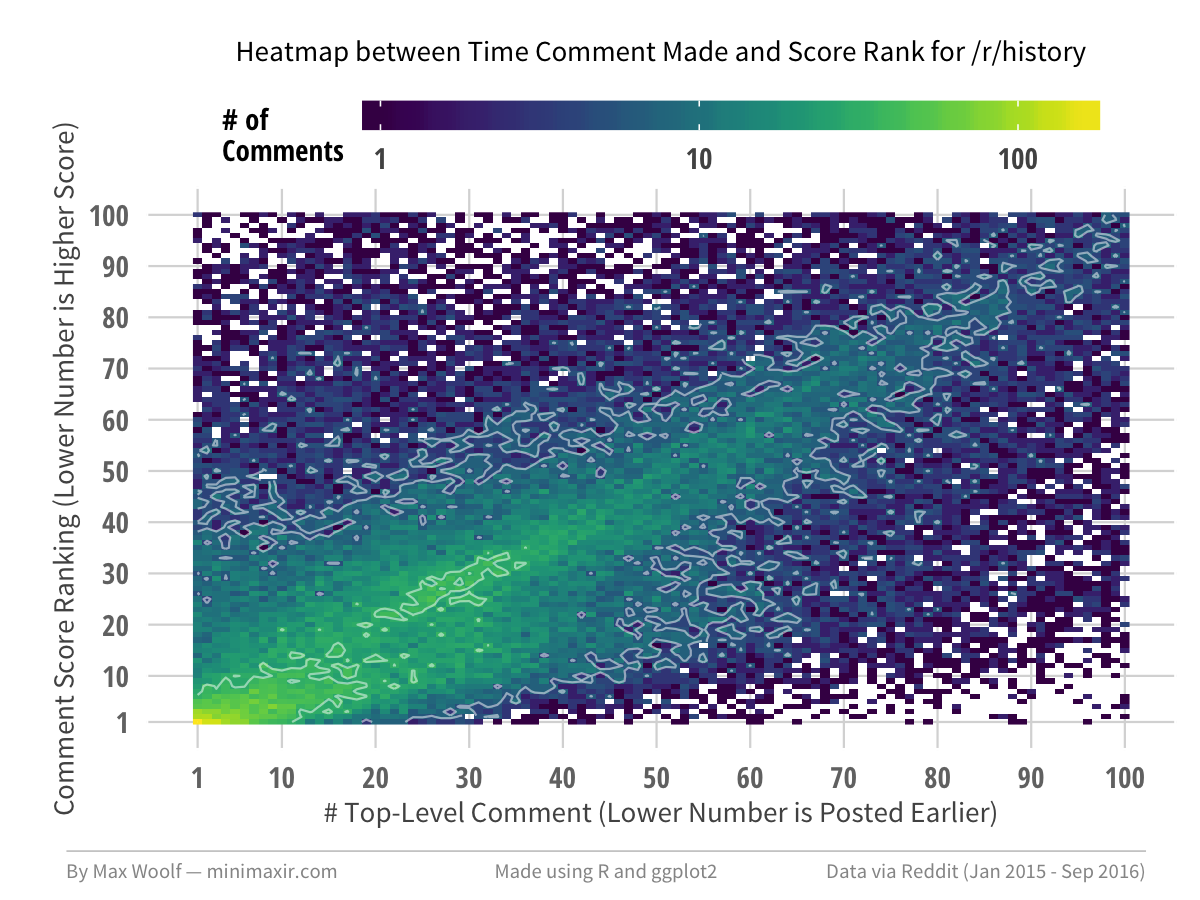 Heatmap between Time Comment Made and Score Rank for /r/history
# of
Comments
1 10 100
Comment Score Ranking (Lower Number is Higher Score)
100
90
80
70
60
50
40
30
20
10
1
1 10 20 30 40 50 60 70 80 90 100
# Top-Level Comment (Lower Number is Posted Earlier)
By Max Woolf — minimaxir.com
Made using R and ggplot2
Data via Reddit (Jan 2015 - Sep 2016)